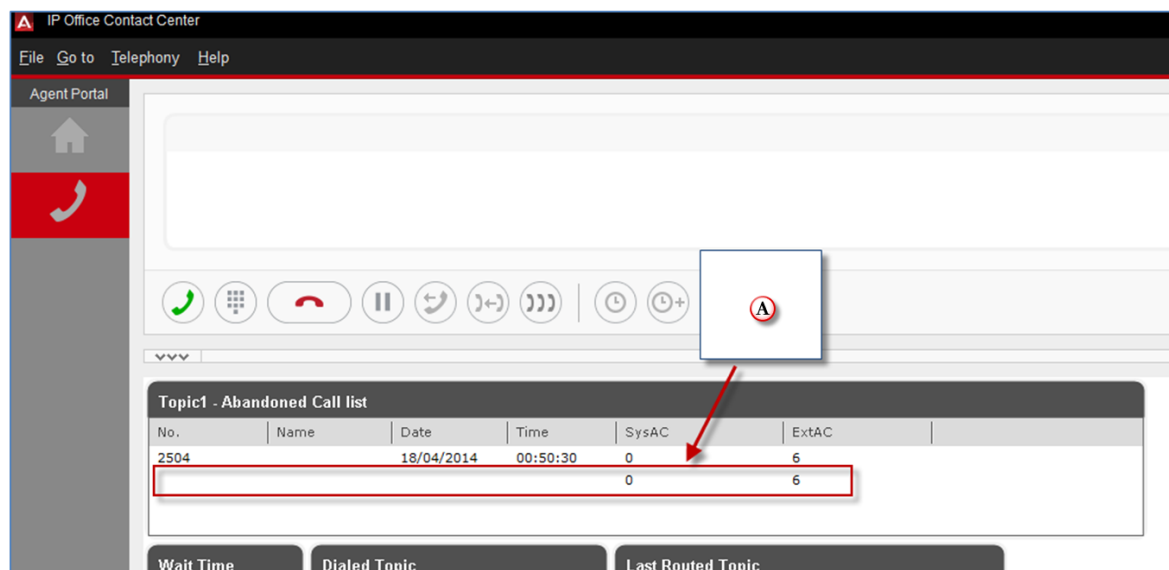 IP Office Contact Center
File Go to Telephony Help
Agent Portal
A
Topic1 - Abandoned Call list
No. Name Date Time SysAC ExtAC
2504 18/04/2014 00:50:30 0 6
0 6
Wait Time Dialed Topic Last Routed Topic